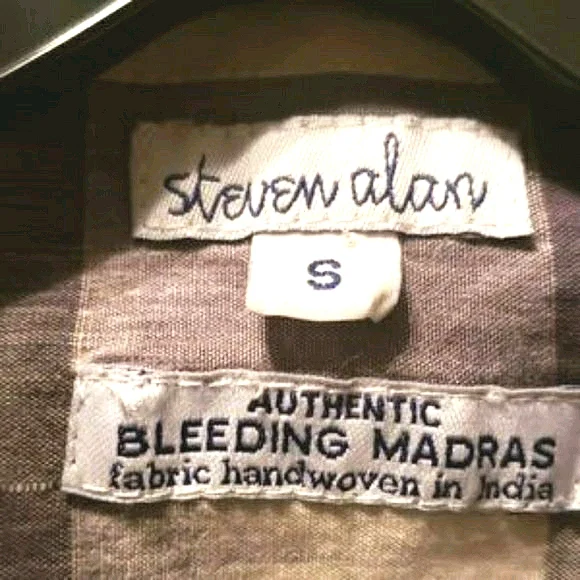 steven alan
S
AUTHENTIC
BLEEDING MADRAS
fabric handwoven in India